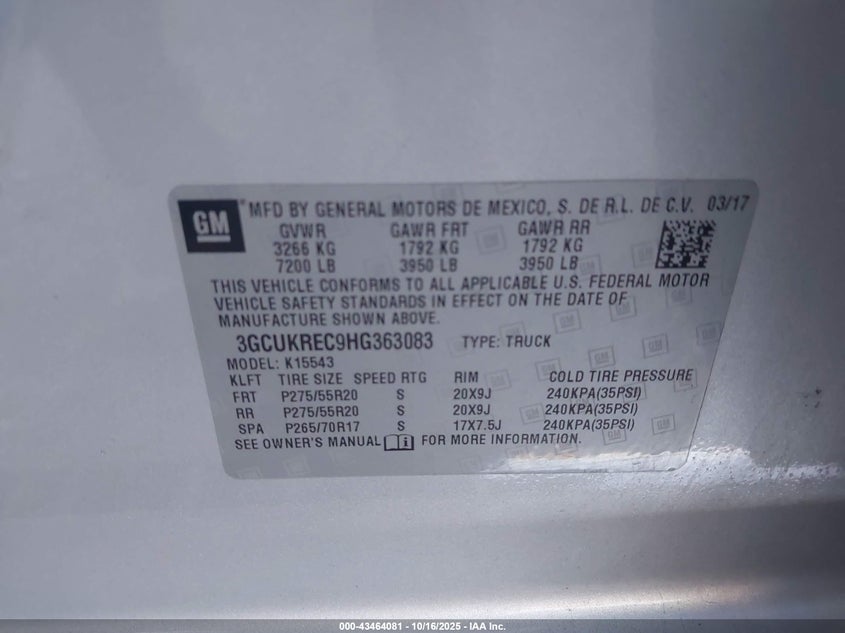 GM ® MFD BY GENERAL MOTORS DE MEXICO, S. DE R.L. DE C.V. 03/17
GVWR GAWR FRT GAWR RR
3266 KG 1792 KG 1792 KG
7200 LB 3950 LB 3950 LB
THIS VEHICLE CONFORMS TO ALL APPLICABLE U.S. FEDERAL MOTOR
VEHICLE SAFETY STANDARDS IN EFFECT ON THE DATE OF
MANUFACTURE SHOWN ABOVE.
3GCUKREC9HG363083 TYPE: TRUCK
MODEL: K15543
KLFT TIRE SIZE SPEED RTG RIM COLD TIRE PRESSURE
FRT P275/55R20 S 20X9J 240KPA(35PSI)
RR P275/55R20 S 20X9J 240KPA(35PSI)
SPA P265/70R17 S 17X7.5J 240KPA(35PSI)
SEE OWNER'S MANUAL FOR MORE INFORMATION.
000-43464081 - 10/16/2025 - IAA Inc.